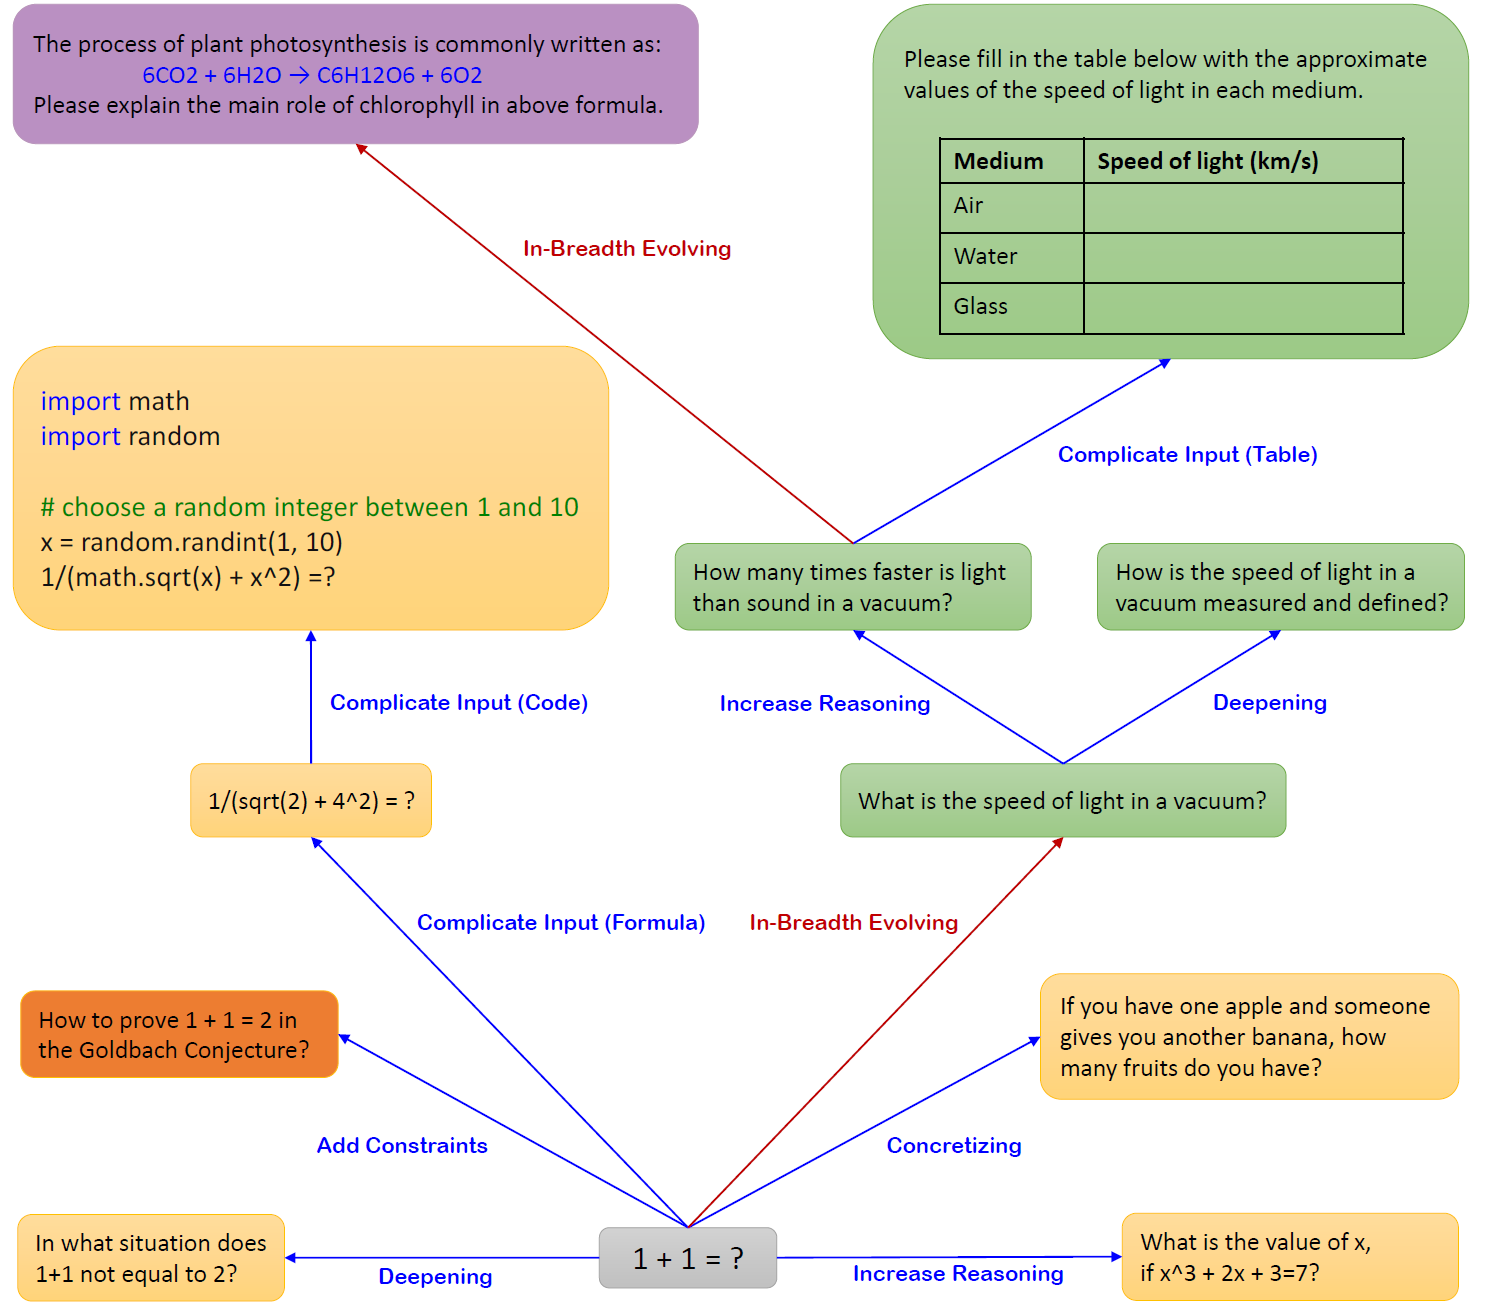 The process of plant photosynthesis is commonly written as:
6CO2 + 6H2O → C6H12O6 + 6O2
Please explain the main role of chlorophyll in above formula.
Please fill in the table below with the approximate
values of the speed of light in each medium.
Medium Speed of light (km/s)
Air
Water
Glass
In-Breadth Evolving
Complicate Input (Table)
import math
import random
# choose a random integer between 1 and 10
x = random.randint(1, 10)
1/(math.sqrt(x) + x^2) =?
How many times faster is light
than sound in a vacuum?
How is the speed of light in a
vacuum measured and defined?
Complicate Input (Code)
Increase Reasoning
Deepening
1/(sqrt(2) + 4^2) = ?
What is the speed of light in a vacuum?
Complicate Input (Formula)
In-Breadth Evolving
How to prove 1 + 1 = 2 in
the Goldbach Conjecture?
If you have one apple and someone
gives you another banana, how
many fruits do you have?
Add Constraints
Concretizing
In what situation does
1+1 not equal to 2?
Deepening
1 + 1 = ?
Increase Reasoning
What is the value of x,
if x^3 + 2x + 3=7?